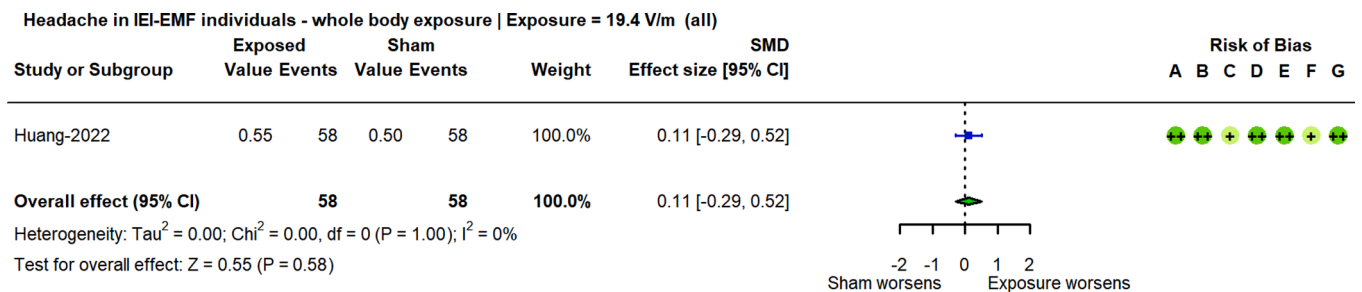 Headache in IEI-EMF individuals - whole body exposure | Exposure = 19.4 V/m (all)
Exposed Sham SMD Risk of Bias
Study or Subgroup Value Events Value Events Weight Effect size [95% CI] A B C D E F G
Huang-2022 0.55 58 0.50 58 100.0% 0.11 [-0.29, 0.52] ++ ++ + ++ ++ + ++
Overall effect (95% CI) 58 58 100.0% 0.11 [-0.29, 0.52]
Heterogeneity: Tau² = 0.00; Chi² = 0.00, df = 0 (P = 1.00); I² = 0%
Test for overall effect: Z = 0.55 (P = 0.58)
-2 -1 0 1 2
Sham worsens Exposure worsens